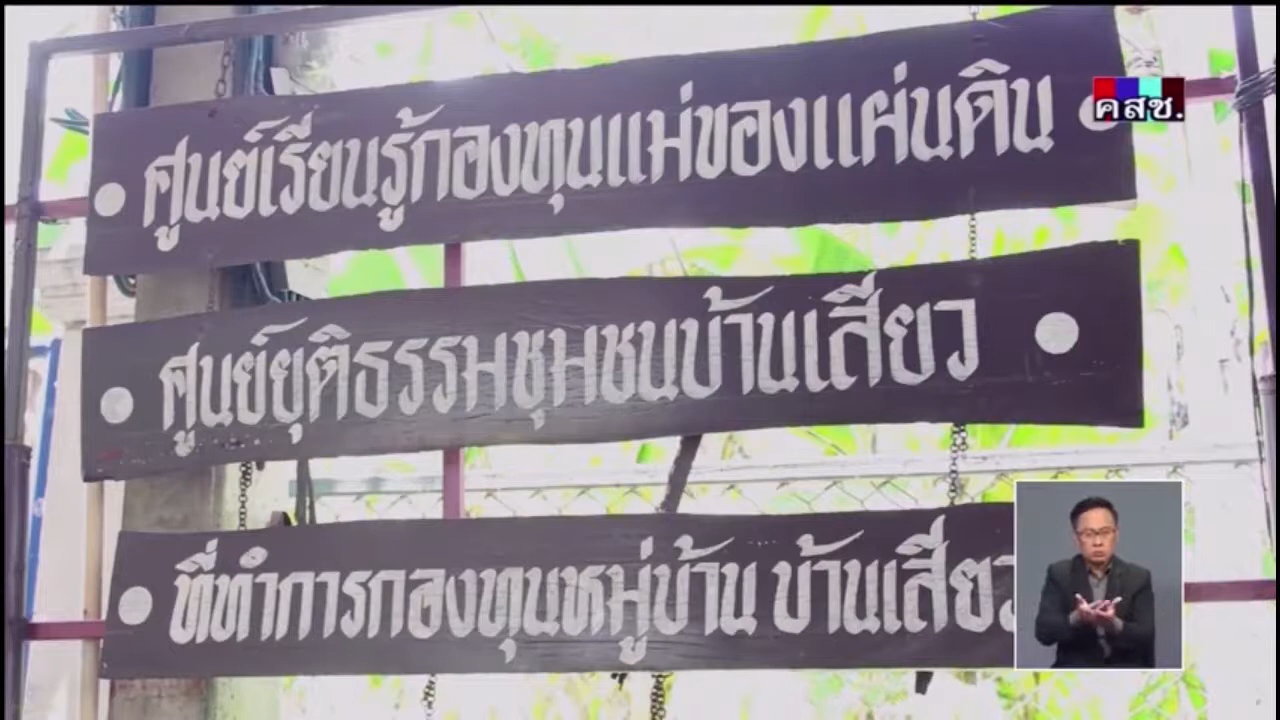 คสช.
ศูนย์เรียนรู้กองทุนแม่ของแผ่นดิน
ศูนย์ยุติธรรมชุมชนบ้านเสียว
ที่ทำการกองทุนหมู่บ้าน บ้านเสียว